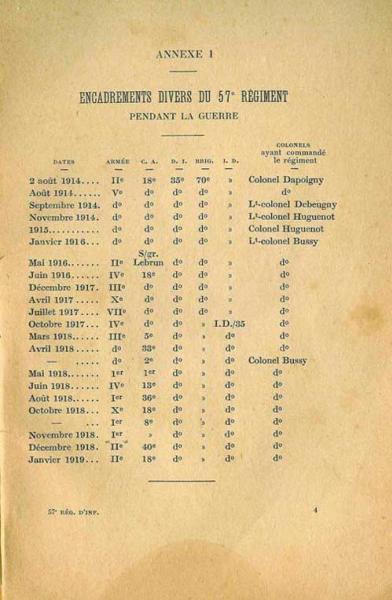 ANNEXE I
ENCADREMENTS DIVERS DU 57e RÉGIMENT
PENDANT LA GUERRE
COLONELS
ayant commandé
DATES ARMÉE C. A. D. I. BRIG. I. D. le régiment
2 août 1914.... IIe 18e 35e 70e » Colonel Dapoigny
Août 1914...... Ve do do do » do
Septembre 1914. do do do do » Lt-colonel Debeugny
Novembre 1914. do do do do » Lt-colonel Huguenot
1915........... do do do do » Colonel Huguenot
Janvier 1916... do do do do » Lt-colonel Bussy
S/gr.
Mai 1916...... IIe Lebrun do do » do
Juin 1916...... IVe 18e do do » do
Décembre 1917. IIIe do do do » do
Avril 1917 ..... Xe do do do » do
Juillet 1917.... VIIe do do do » do
Octobre 1917... IVe do do » I.D./35 do
Mars 1918..... IIIe 5e do » do do
Avril 1918..... do 33e do » do do
— ..... do 2e do » do Colonel Bussy
Mai 1918...... 1er 1er do » do do
Juin 1918...... IVe 13e do » do do
Août 1918..... Ier 36e do » do do
Octobre 1918.. Xe 18e do » do do
— ... Ier 8e do » do do
Novembre 1918. Ier » do » do do
Décembre 1918. IIe 40e do » do do
Janvier 1919... IIe 18e do » do do
57e RÉG. D'INF. 4